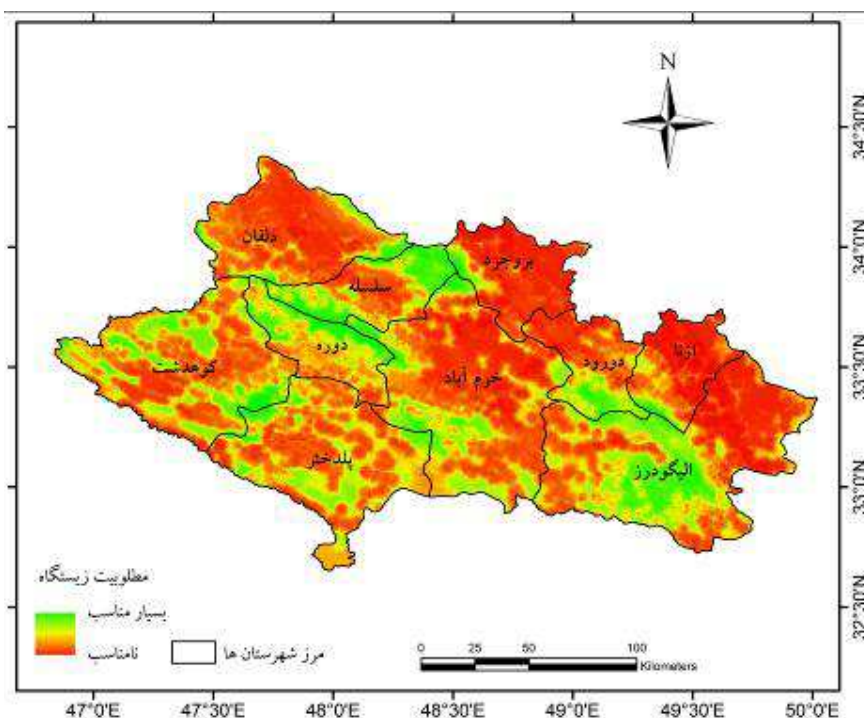 N
دلفان
بروجرد
سلسله
ازنا
دورود
دوره
کوهدشت
خرم آباد
پلدختر
الیگودرز
مطلوبیت زیستگاه
بسیار مناسب
نامناسب
مرز شهرستان ها
0 25 50 100
Kilometers
34°30'N
34°0'N
33°30'N
33°0'N
32°30'N
47°0'E 47°30'E 48°0'E 48°30'E 49°0'E 49°30'E 50°0'E